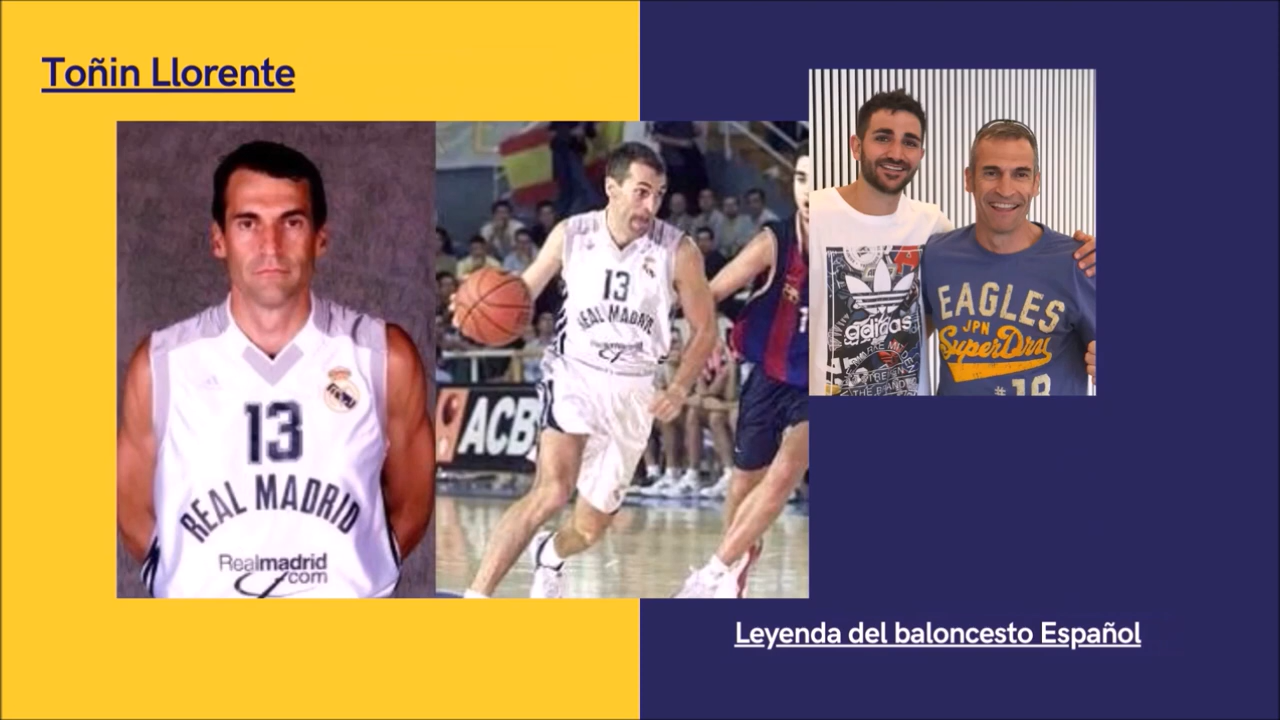 Toñin Llorente
13
REAL MADRID
Realmadrid
.com
13
REAL MADRID
ACB
adidas
EAGLES
JPN
SuperDry
#18
Leyenda del baloncesto Español